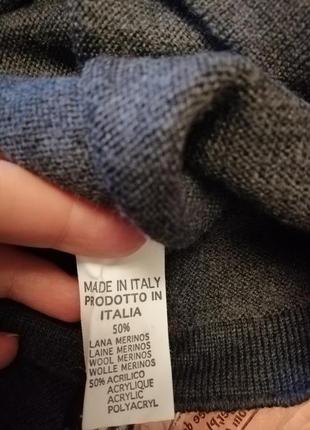 MADE IN ITALY
PRODOTTO IN
ITALIA
50%
LANA MERINOS
LAINE MERINOS
WOOL MERINOS
WOLLE MERINOS
50% ACRILICO
ACRYLIQUE
ACRYLIC
POLYACRYL